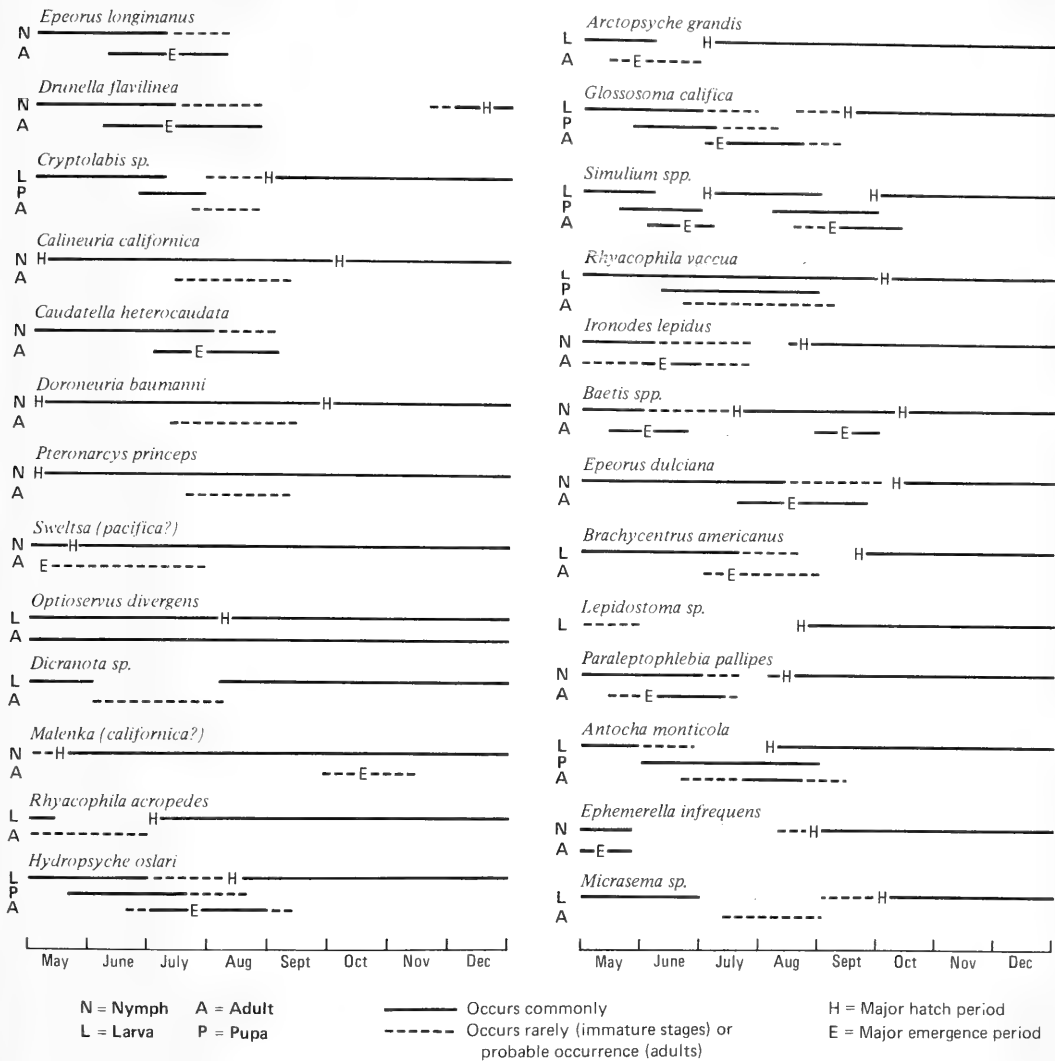 Epeorus longimanus
N
A E
Drunella flavilinea
N H
A E
Cryptolabis sp.
L H
P
A
Calineuria californica
N H H
A
Caudatella heterocaudata
N
A E
Doroneuria baumanni
N H H
A
Pteronarcys princeps
N H
A
Sweltsa (pacifica?)
N H
A E
Optioservus divergens
L H
A
Dicranota sp.
L
A
Malenka (californica?)
N H
A E
Rhyacophila acropedes
L H
A
Hydropsyche oslari
L H
P
A E
May June July Aug Sept Oct Nov Dec
Arctopsyche grandis
L H
A E
Glossosoma califica
L H
P
A E
Simulium spp.
L H H
P
A E E
Rhyacophila vaccua
L H
P
A
Ironodes lepidus
N H
A E
Baetis spp.
N H H
A E E
Epeorus dulciana
N H
A E
Brachycentrus americanus
L H
A E
Lepidostoma sp.
L H
Paraleptophlebia pallipes
N H
A E
Antocha monticola
L H
P
A
Ephemerella infrequens
N H
A E
Micrasema sp.
L H
A
May June July Aug Sept Oct Nov Dec
N = Nymph A = Adult
L = Larva P = Pupa
Occurs commonly
Occurs rarely (immature stages) or
probable occurrence (adults)
H = Major hatch period
E = Major emergence period